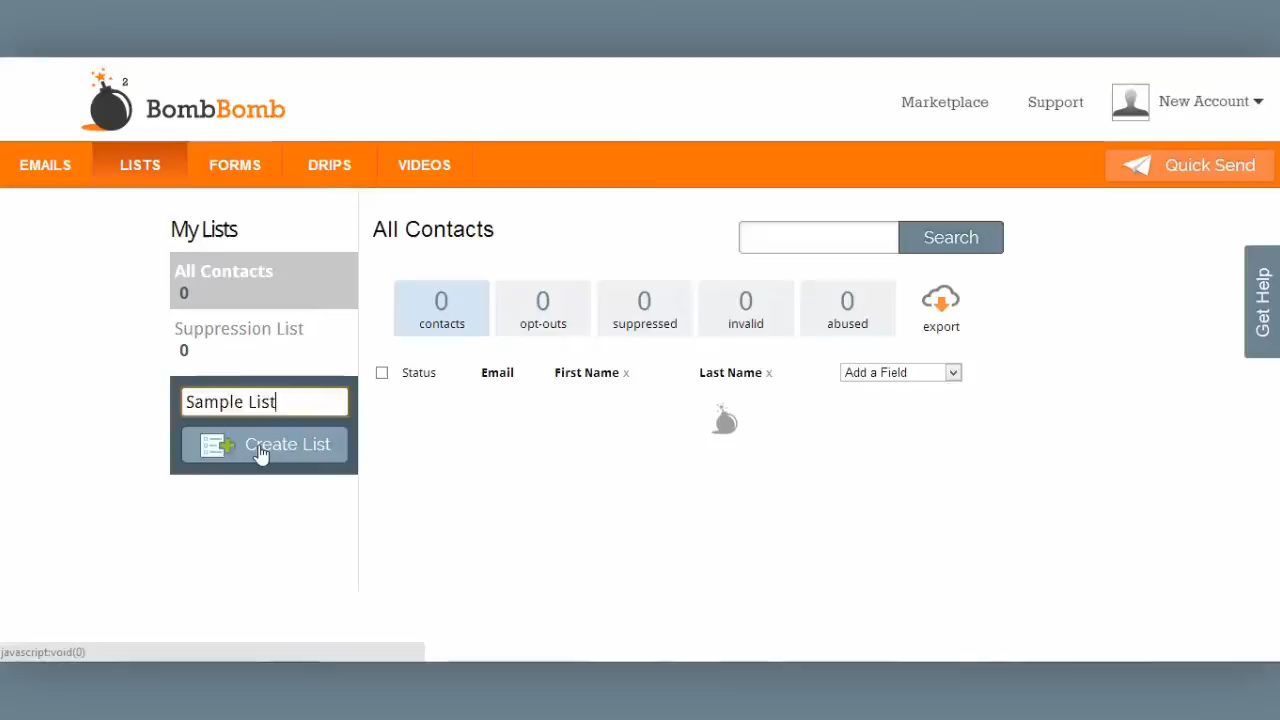 2
BombBomb
Marketplace
Support
New Account
EMAILS
LISTS
FORMS
DRIPS
VIDEOS
Quick Send
My Lists
All Contacts
0
Suppression List
0
Sample List
Create List
All Contacts
Search
0
contacts
0
opt-outs
0
suppressed
0
invalid
0
abused
export
Status
Email
First Name x
Last Name x
Add a Field
Get Help
javascript:void(0)